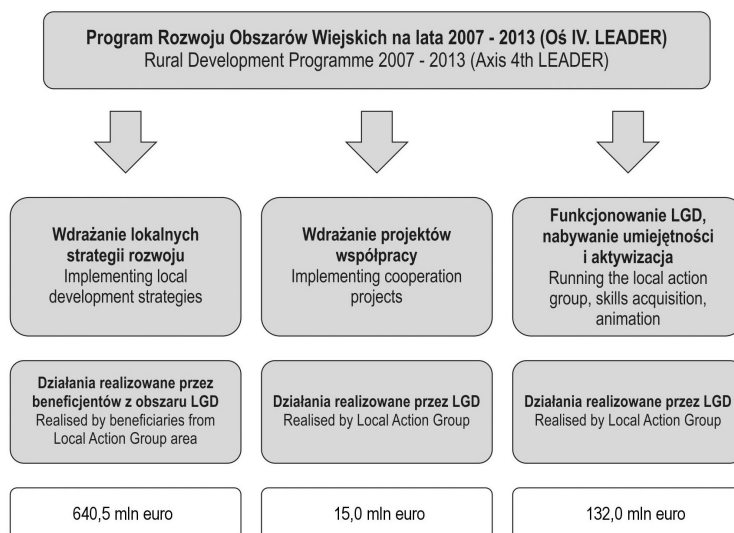 Program Rozwoju Obszarów Wiejskich na lata 2007 - 2013 (Oś IV. LEADER)
Rural Development Programme 2007 - 2013 (Axis 4th LEADER)
Wdrażanie lokalnych
strategii rozwoju
Implementing local
development strategies
Wdrażanie projektów
współpracy
Implementing cooperation
projects
Funkcjonowanie LGD,
nabywanie umiejętności
i aktywizacja
Running the local action
group, skills acquisition,
animation
Działania realizowane przez
beneficjentów z obszaru LGD
Realised by beneficiaries from
Local Action Group area
Działania realizowane przez LGD
Realised by Local Action Group
Działania realizowane przez LGD
Realised by Local Action Group
640,5 mln euro
15,0 mln euro
132,0 mln euro